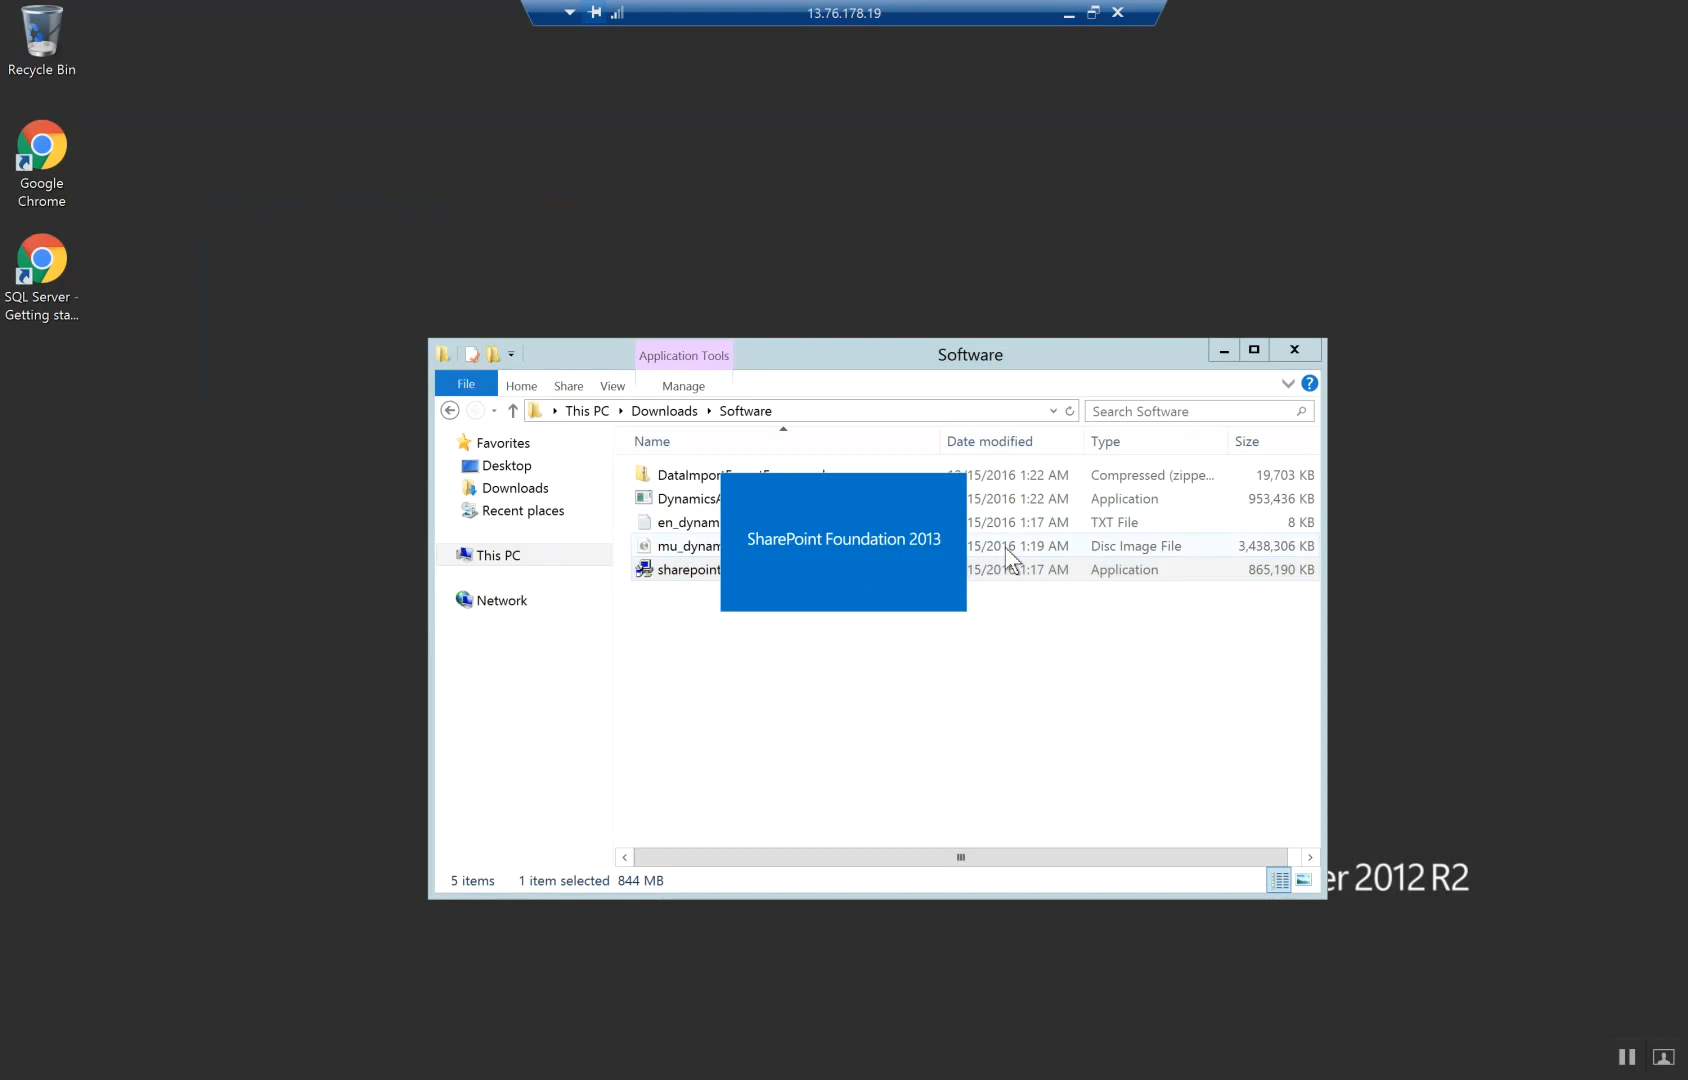 13.76.178.19
Recycle Bin
Google
Chrome
SQL Server -
Getting sta...
Application Tools
Software
File
Home
Share
View
Manage
This PC
Downloads
Software
Search Software
Favorites
Desktop
Downloads
Recent places
This PC
Network
Name
Date modified
Type
Size
15/2016 1:22 AM
Compressed (zippe...
19,703 KB
15/2016 1:22 AM
Application
953,436 KB
en_dynam
15/2016 1:17 AM
TXT File
8 KB
mu_dynam
15/2016 1:19 AM
Disc Image File
3,438,306 KB
sharepoint
1:17 AM
Application
865,190 KB
SharePoint Foundation 2013
5 items
1 item selected
844 MB
er 2012 R2